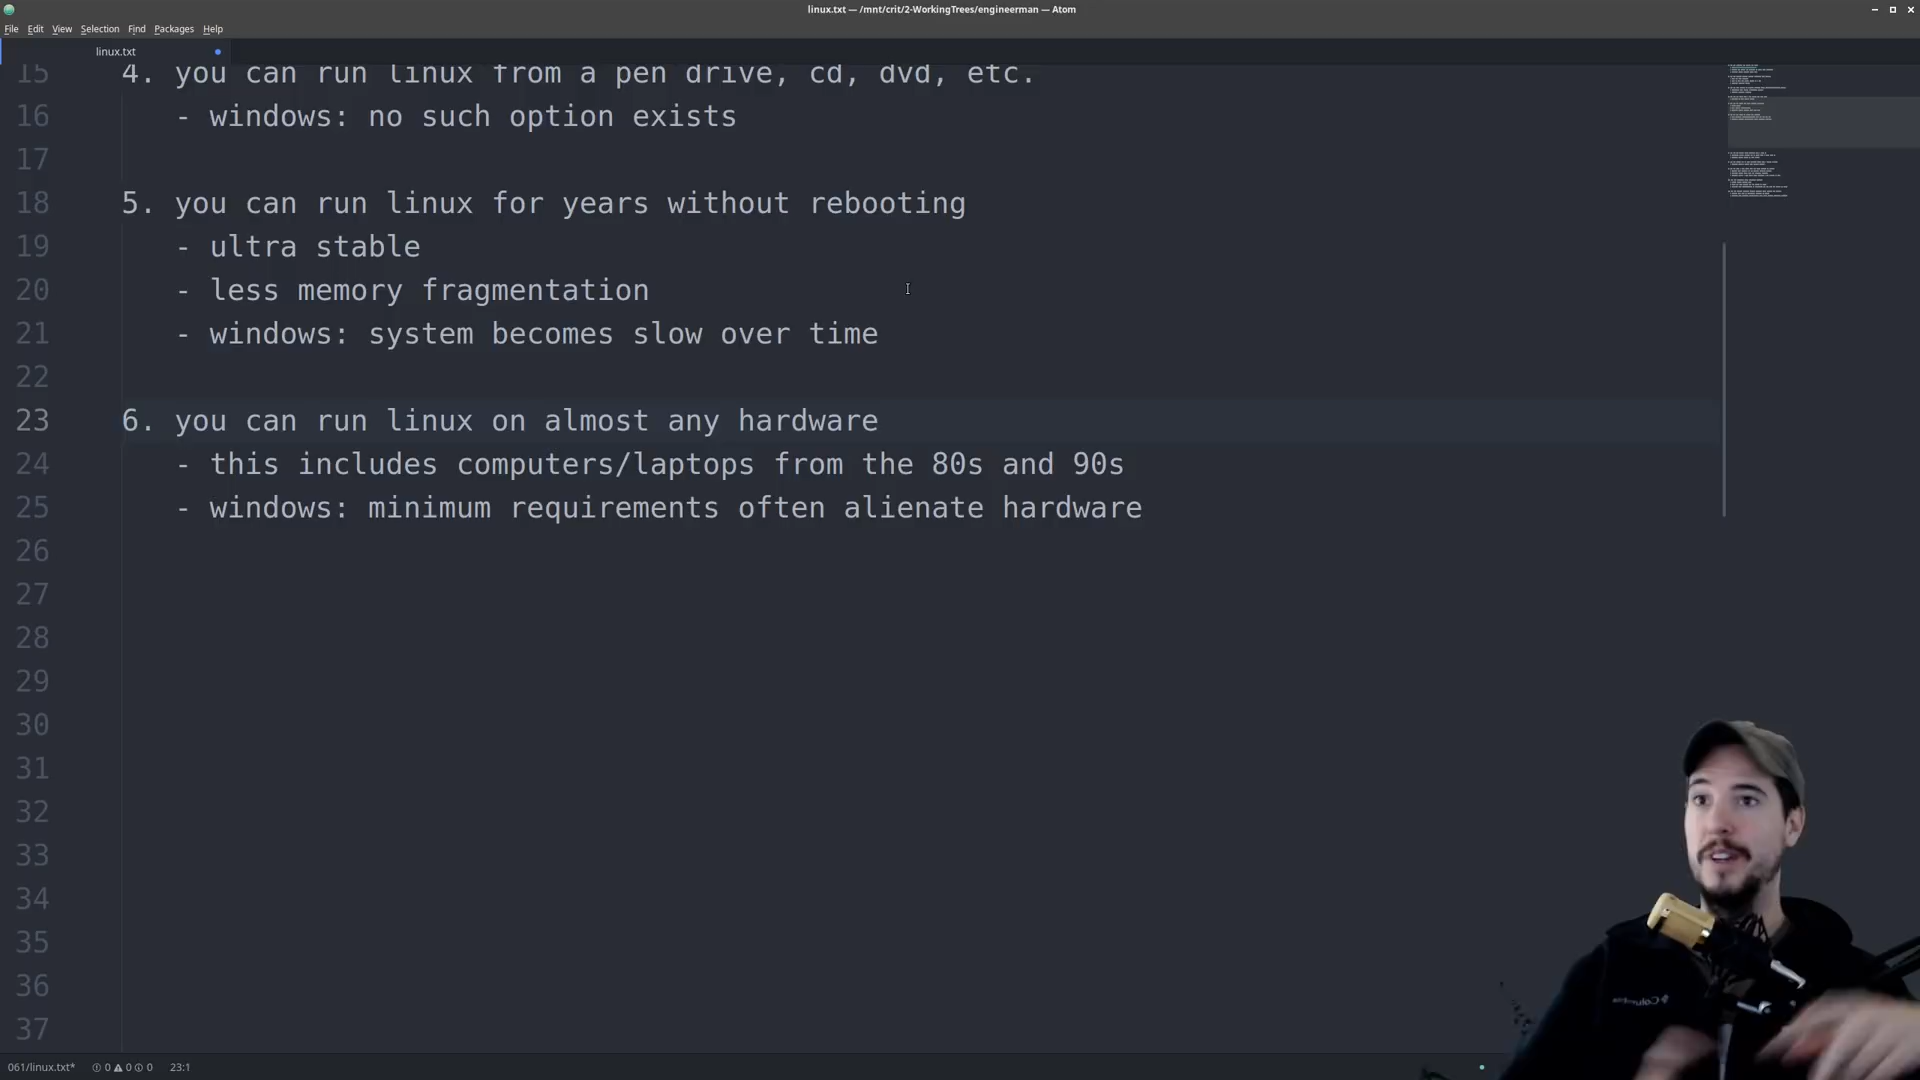 linux.txt — /mnt/crit/2-WorkingTrees/engineerman — Atom
File Edit View Selection Find Packages Help
linux.txt
15 4. you can run linux from a pen drive, cd, dvd, etc.
16 - windows: no such option exists
17
18 5. you can run linux for years without rebooting
19 - ultra stable
20 - less memory fragmentation
21 - windows: system becomes slow over time
22
23 6. you can run linux on almost any hardware
24 - this includes computers/laptops from the 80s and 90s
25 - windows: minimum requirements often alienate hardware
26
27
28
29
30
31
32
33
34
35
36
37
Columbia
061/linux.txt* 0 0 0 23:1